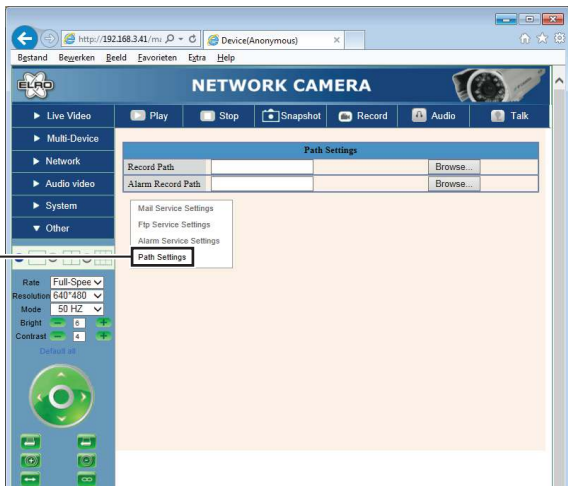 http://192.168.3.41/mi
Device(Anonymous)
Bestand Bewerken Beeld Favorieten Extra Help
ELRO
NETWORK CAMERA
Live Video
Play Stop Snapshot Record Audio Talk
Multi-Device
Network
Audio video
System
Other
Path Settings
Record Path Browse...
Alarm Record Path Browse...
Mail Service Settings
Ftp Service Settings
Alarm Service Settings
Path Settings
Rate Full-Spee
Resolution 640*480
Mode 50 HZ
Bright 6
Contrast 4
Default all